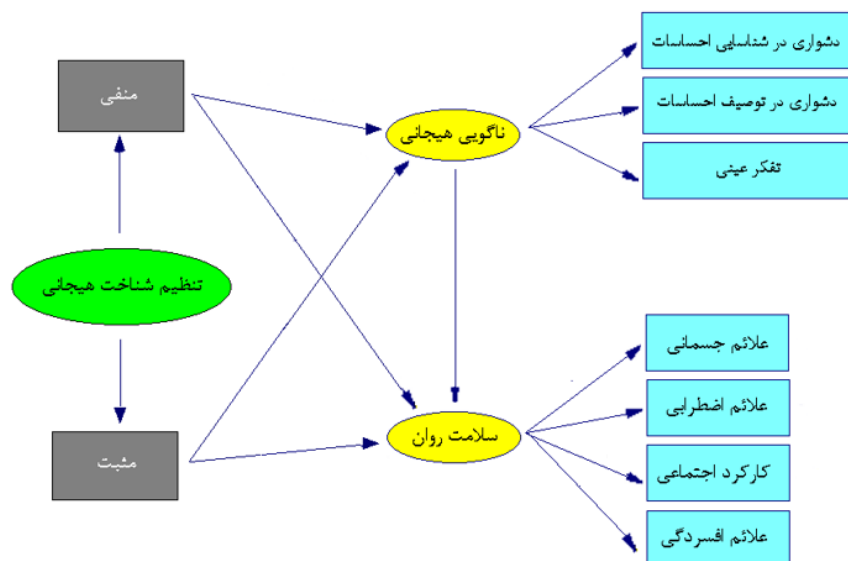 دشواری در شناسایی احساسات
منفی
دشواری در توصیف احساسات
ناگویی هیجانی
تفکر عینی
تنظیم شناخت هیجانی
علائم جسمانی
علائم اضطرابی
سلامت روان
مثبت
کارکرد اجتماعی
علائم افسردگی